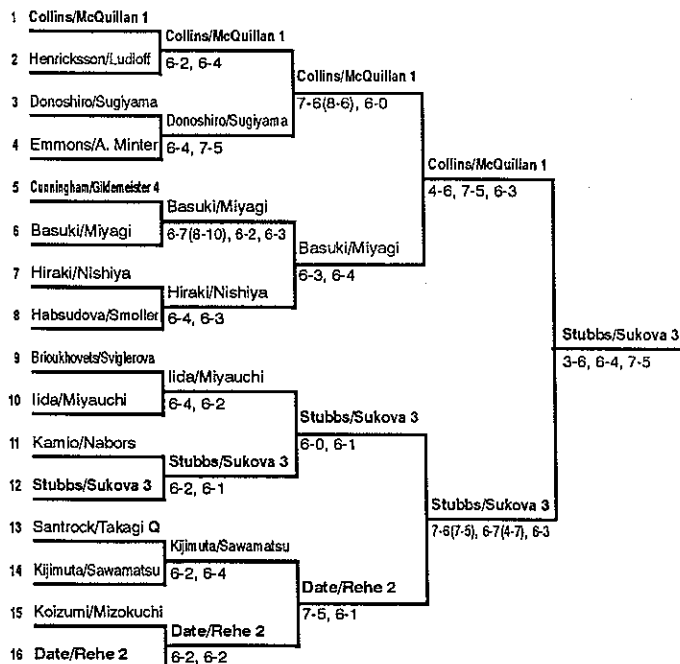 1 Collins/McQuillan 1
Collins/McQuillan 1
2 Henricksson/Ludloff
6-2, 6-4
Collins/McQuillan 1
7-6(8-6), 6-0
3 Donoshiro/Sugiyama
Donoshiro/Sugiyama
4 Emmons/A. Minter
6-4, 7-5
Collins/McQuillan 1
4-6, 7-5, 6-3
5 Cunningham/Gildemeister 4
Basuki/Miyagi
6 Basuki/Miyagi
6-7(8-10), 6-2, 6-3
Basuki/Miyagi
6-3, 6-4
7 Hiraki/Nishiya
Hiraki/Nishiya
8 Habsudova/Smoller
6-4, 6-3
Stubbs/Sukova 3
3-6, 6-4, 7-5
9 Brioukhovets/Sviglerova
Iida/Miyauchi
10 Iida/Miyauchi
6-4, 6-2
Stubbs/Sukova 3
6-0, 6-1
11 Kamio/Nabors
Stubbs/Sukova 3
12 Stubbs/Sukova 3
6-2, 6-1
Stubbs/Sukova 3
7-6(7-5), 6-7(4-7), 6-3
13 Santrock/Takagi Q
Kijimuta/Sawamatsu
14 Kijimuta/Sawamatsu
6-2, 6-4
Date/Rehe 2
7-5, 6-1
15 Koizumi/Mizokuchi
Date/Rehe 2
16 Date/Rehe 2
6-2, 6-2